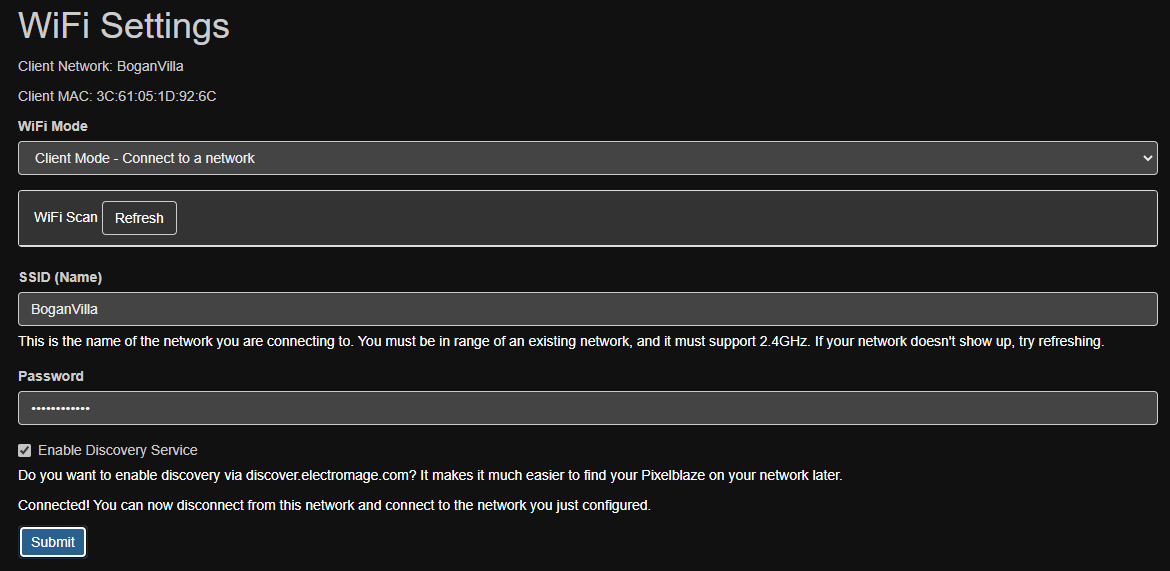 WiFi Settings
Client Network: BoganVilla
Client MAC: 3C:61:05:1D:92:6C
WiFi Mode
Client Mode - Connect to a network
WiFi Scan Refresh
SSID (Name)
BoganVilla
This is the name of the network you are connecting to. You must be in range of an existing network, and it must support 2.4GHz. If your network doesn't show up, try refreshing.
Password
••••••••••••
Enable Discovery Service
Do you want to enable discovery via discover.electromage.com? It makes it much easier to find your Pixelblaze on your network later.
Connected! You can now disconnect from this network and connect to the network you just configured.
Submit